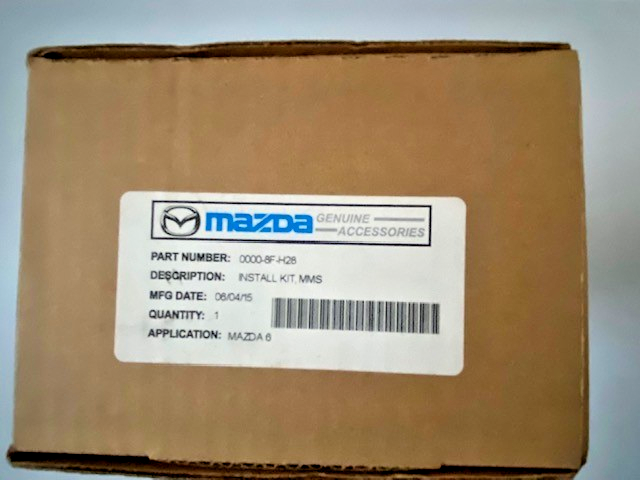 mazda GENUINE
ACCESSORIES
PART NUMBER: 0000-8F-H28
DESCRIPTION: INSTALL KIT, MMS
MFG DATE: 06/04/15
QUANTITY: 1
APPLICATION: MAZDA 6